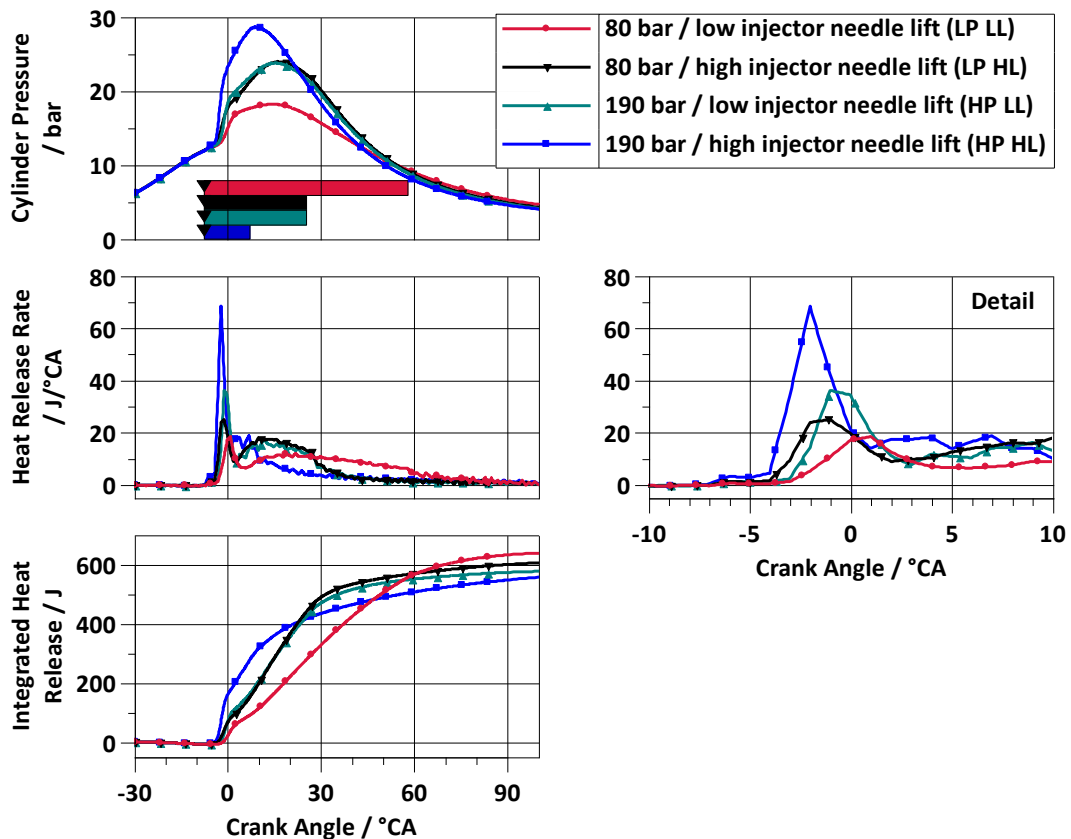 30
20
10
0
Cylinder Pressure
/ bar
80 bar / low injector needle lift (LP LL)
80 bar / high injector needle lift (LP HL)
190 bar / low injector needle lift (HP LL)
190 bar / high injector needle lift (HP HL)
80
60
40
20
0
Heat Release Rate
/ J/°CA
Detail
80
60
40
20
0
-10 -5 0 5 10
Crank Angle / °CA
600
400
200
0
Integrated Heat
Release / J
-30 0 30 60 90
Crank Angle / °CA